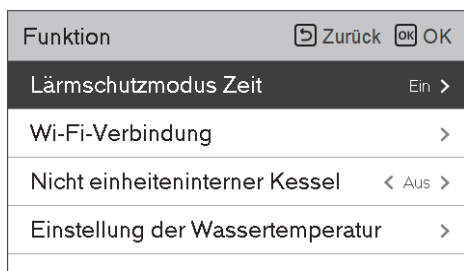 Funktion Zurück OK OK
Lärmschutzmodus Zeit Ein >
Wi-Fi-Verbindung >
Nicht einheiteninterner Kessel < Aus >
Einstellung der Wassertemperatur >